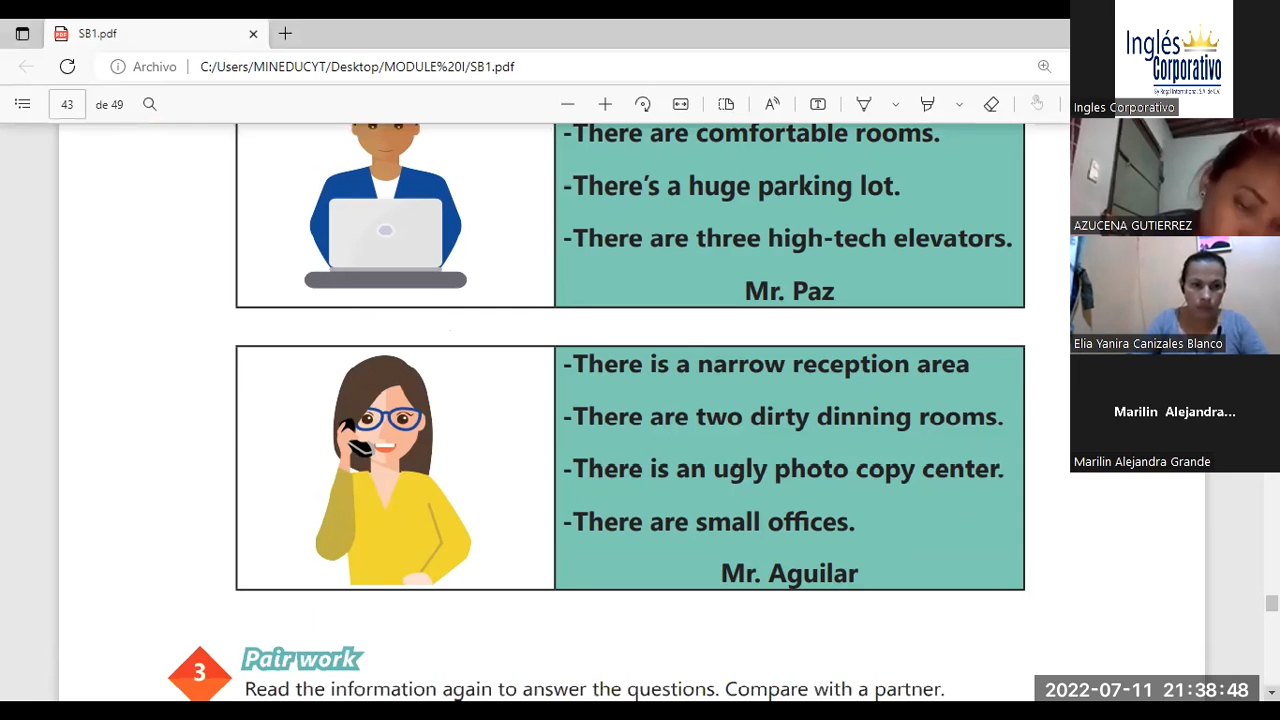 SB1.pdf
Archivo
C:/Users/MINEDUCYT/Desktop/MODULE%20I/SB1.pdf
43
de 49
-There are comfortable rooms.
-There's a huge parking lot.
-There are three high-tech elevators.
Mr. Paz
-There is a narrow reception area
-There are two dirty dinning rooms.
-There is an ugly photo copy center.
-There are small offices.
Mr. Aguilar
3
Pair work
Read the information again to answer the questions. Compare with a partner.
Inglés
Corporativo
Ingles Corporativo
AZUCENA GUTIERREZ
Elia Yanira Canizales Blanco
Marilin Alejandra...
Marilin Alejandra Grande
2022-07-11 21:38:48